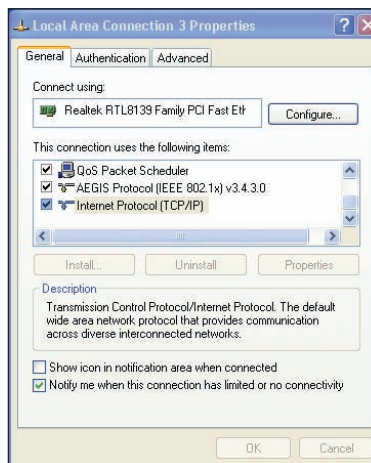 Local Area Connection 3 Properties
General Authentication Advanced
Connect using:
Realtek RTL8139 Family PCI Fast Eth
Configure...
This connection uses the following items:
QoS Packet Scheduler
AEGIS Protocol (IEEE 802.1x) v3.4.3.0
Internet Protocol (TCP/IP)
Install... Uninstall Properties
Description
Transmission Control Protocol/Internet Protocol. The default
wide area network protocol that provides communication
across diverse interconnected networks.
Show icon in notification area when connected
Notify me when this connection has limited or no connectivity
OK Cancel